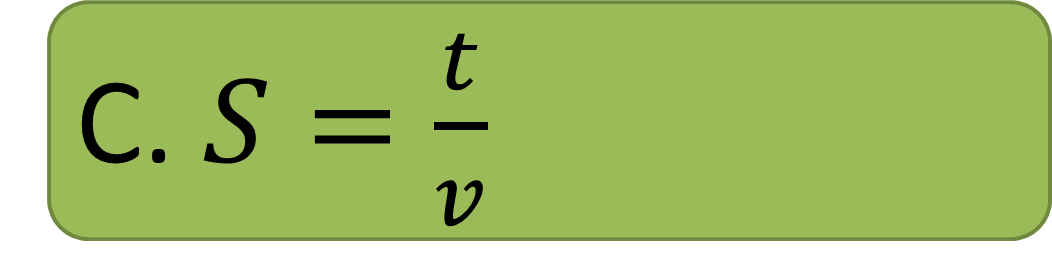 C. S = t/v